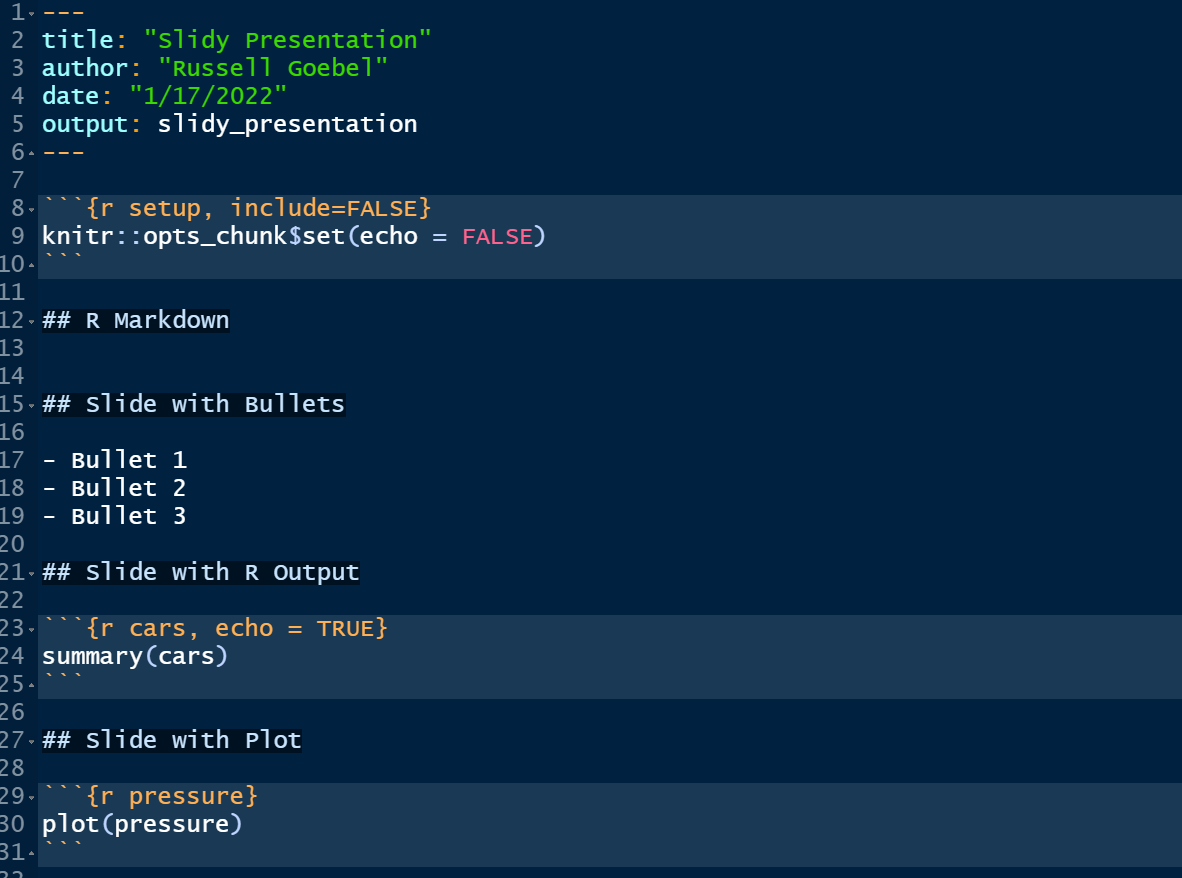 1 ---
2 title: "Slidy Presentation"
3 author: "Russell Goebel"
4 date: "1/17/2022"
5 output: slidy_presentation
6 ---
7
8 ```{r setup, include=FALSE}
9 knitr::opts_chunk$set(echo = FALSE)
10 ```
11
12 ## R Markdown
13
14
15 ## Slide with Bullets
16
17 - Bullet 1
18 - Bullet 2
19 - Bullet 3
20
21 ## Slide with R Output
22
23 ```{r cars, echo = TRUE}
24 summary(cars)
25 ```
26
27 ## Slide with Plot
28
29 ```{r pressure}
30 plot(pressure)
31 ```